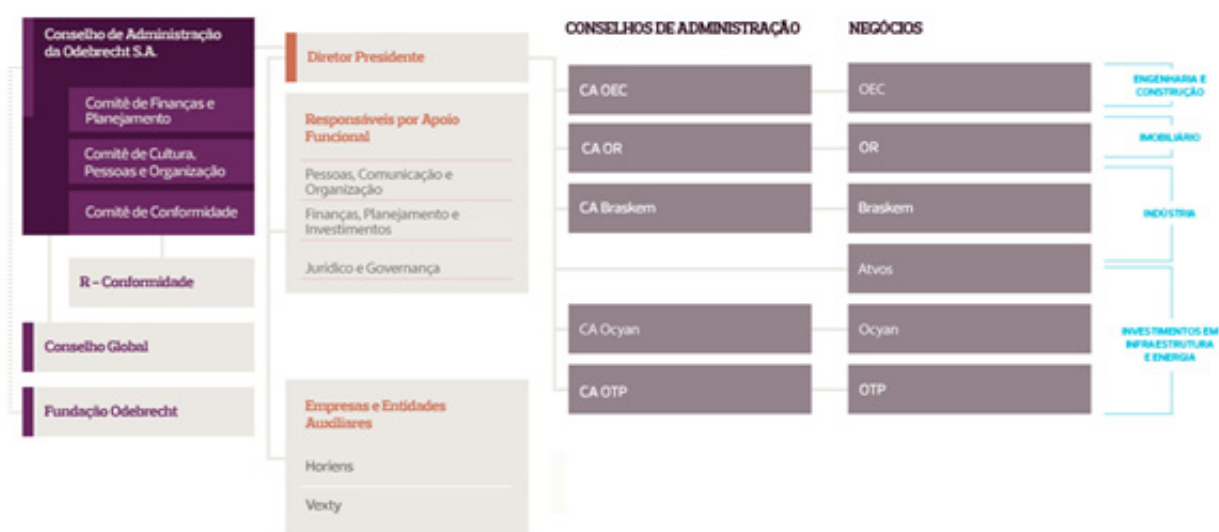 Conselho de Administração
da Odebrecht S.A.
Comitê de Finanças e
Planejamento
Comitê de Cultura,
Pessoas e Organização
Comitê de Conformidade
R – Conformidade
Conselho Global
Fundação Odebrecht
Diretor Presidente
Responsáveis por Apoio
Funcional
Pessoas, Comunicação e
Organização
Finanças, Planejamento e
Investimentos
Jurídico e Governança
Empresas e Entidades
Auxiliares
Horiens
Vexty
CONSELHOS DE ADMINISTRAÇÃO
CA OEC
CA OR
CA Braskem
CA Ocyan
CA OTP
NEGÓCIOS
OEC
OR
Braskem
Atvos
Ocyan
OTP
ENGENHARIA E
CONSTRUÇÃO
IMOBILIÁRIO
INDÚSTRIA
INVESTIMENTOS EM
INFRAESTRUTURA
E ENERGIA